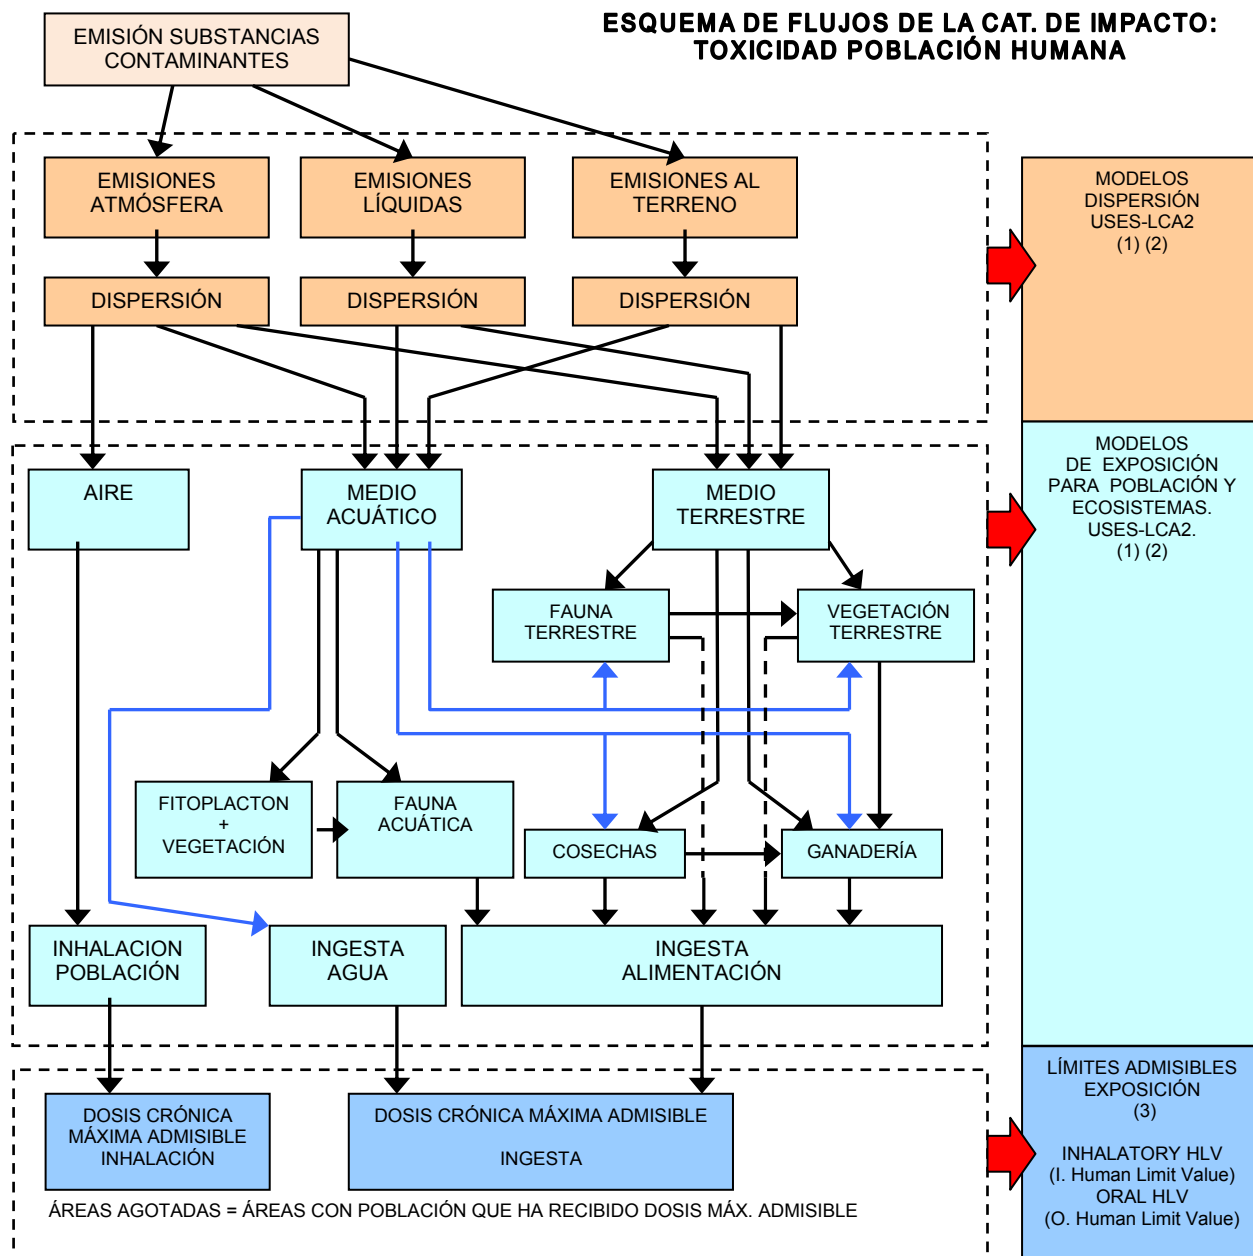 ESQUEMA DE FLUJOS DE LA CAT. DE IMPACTO:
TOXICIDAD POBLACIÓN HUMANA
EMISIÓN SUBSTANCIAS
CONTAMINANTES
EMISIONES
ATMÓSFERA
EMISIONES
LÍQUIDAS
EMISIONES AL
TERRENO
DISPERSIÓN
DISPERSIÓN
DISPERSIÓN
MODELOS
DISPERSIÓN
USES-LCA2
(1) (2)
AIRE
MEDIO
ACUÁTICO
MEDIO
TERRESTRE
MODELOS
DE EXPOSICIÓN
PARA POBLACIÓN Y
ECOSISTEMAS.
USES-LCA2.
(1) (2)
FAUNA
TERRESTRE
VEGETACIÓN
TERRESTRE
FITOPLACTON
+
VEGETACIÓN
FAUNA
ACUÁTICA
COSECHAS
GANADERÍA
INHALACION
POBLACIÓN
INGESTA
AGUA
INGESTA
ALIMENTACIÓN
DOSIS CRÓNICA
MÁXIMA ADMISIBLE
INHALACIÓN
DOSIS CRÓNICA MÁXIMA ADMISIBLE
INGESTA
LÍMITES ADMISIBLES
EXPOSICIÓN
(3)
INHALATORY HLV
(I. Human Limit Value)
ORAL HLV
(O. Human Limit Value)
ÁREAS AGOTADAS = ÁREAS CON POBLACIÓN QUE HA RECIBIDO DOSIS MÁX. ADMISIBLE